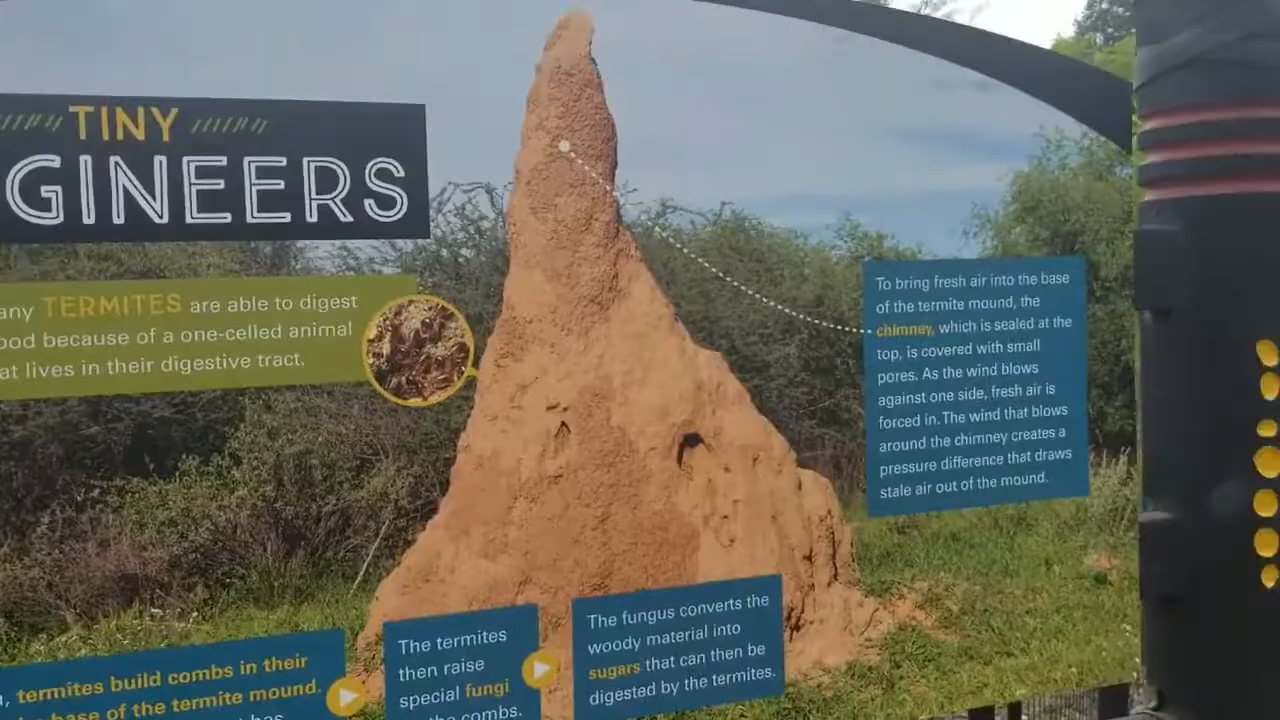 TINY
GINEERS
any TERMITES are able to digest
ood because of a one-celled animal
at lives in their digestive tract.
To bring fresh air into the base
of the termite mound, the
chimney, which is sealed at the
top, is covered with small
pores. As the wind blows
against one side, fresh air is
forced in. The wind that blows
around the chimney creates a
pressure difference that draws
stale air out of the mound.
termites build combs in their
base of the termite mound.
The termites
then raise
special fungi
the combs.
The fungus converts the
woody material into
sugars that can then be
digested by the termites.